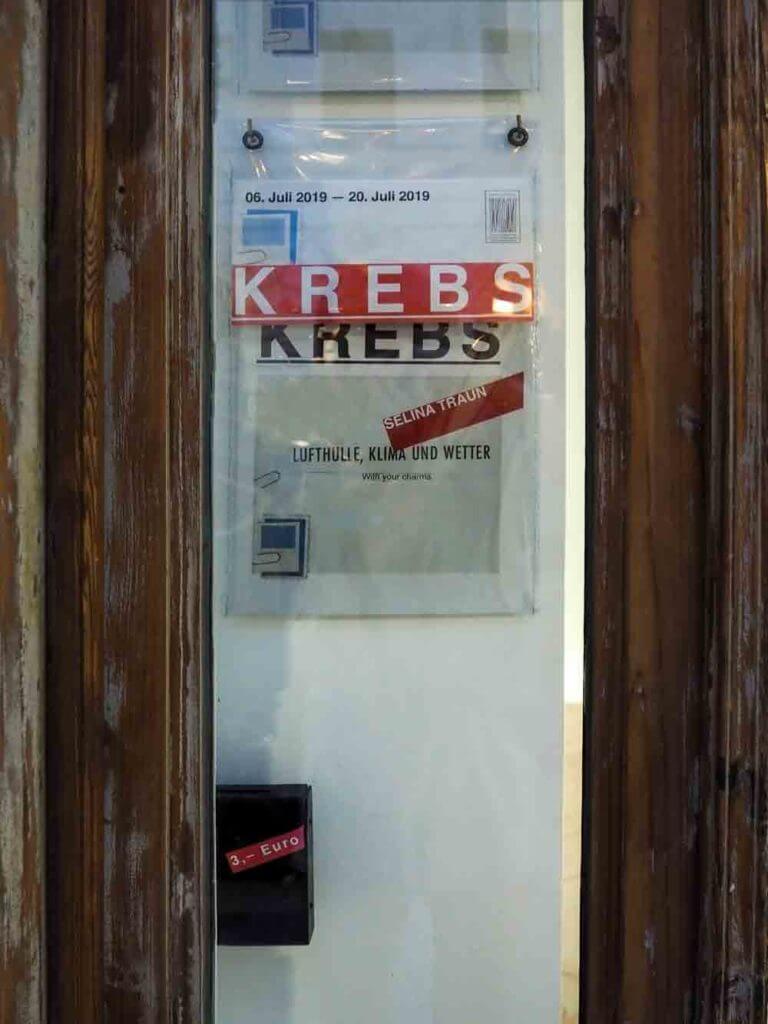 06. Juli 2019 — 20. Juli 2019
KREBS
KREBS
SELINA TRAUN
LUFTHÜLLE, KLIMA UND WETTER
With your charms.
3,– Euro